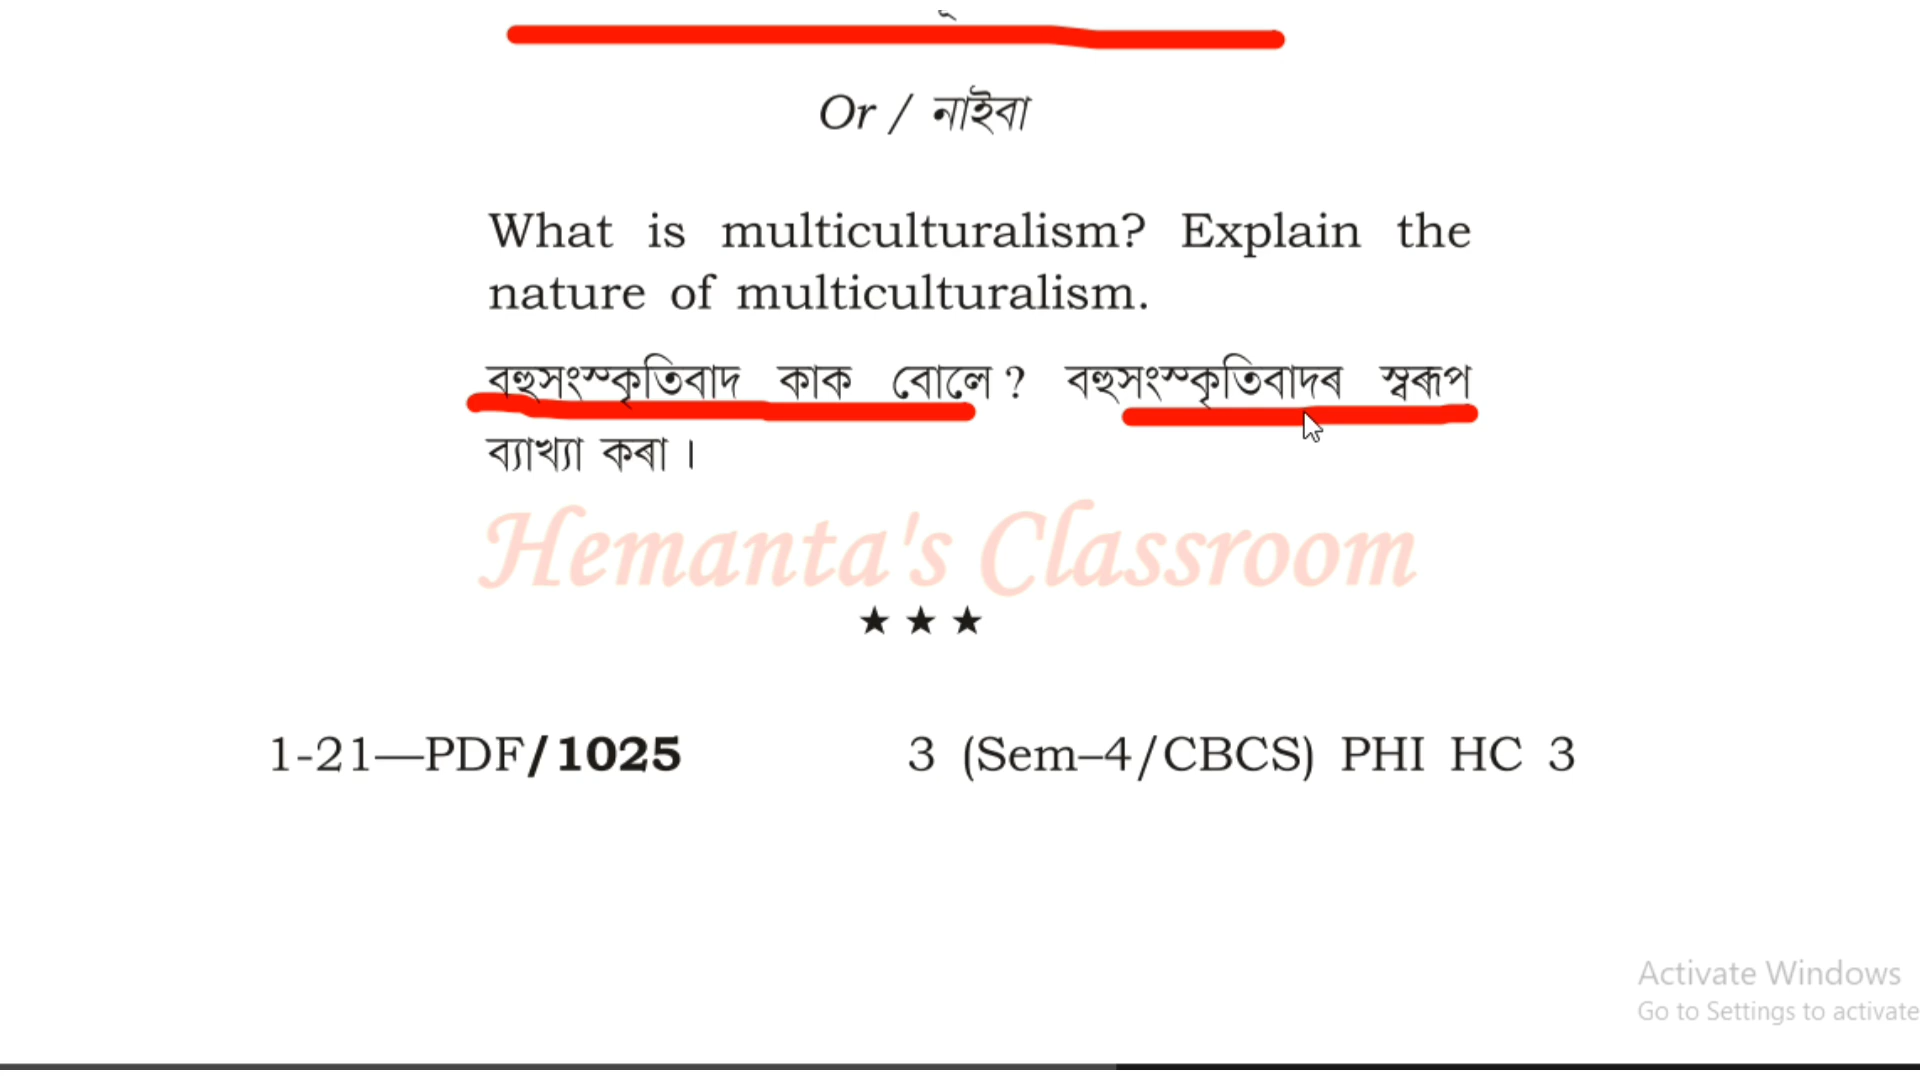 Or / নাইবা
What is multiculturalism? Explain the
nature of multiculturalism.
বহুসংস্কৃতিবাদ কাক বোলে ? বহুসংস্কৃতিবাদৰ স্বৰূপ
ব্যাখ্যা কৰা ।
Hemanta's Classroom
★ ★ ★
1-21—PDF/1025 3 (Sem–4/CBCS) PHI HC 3
Activate Windows
Go to Settings to activate